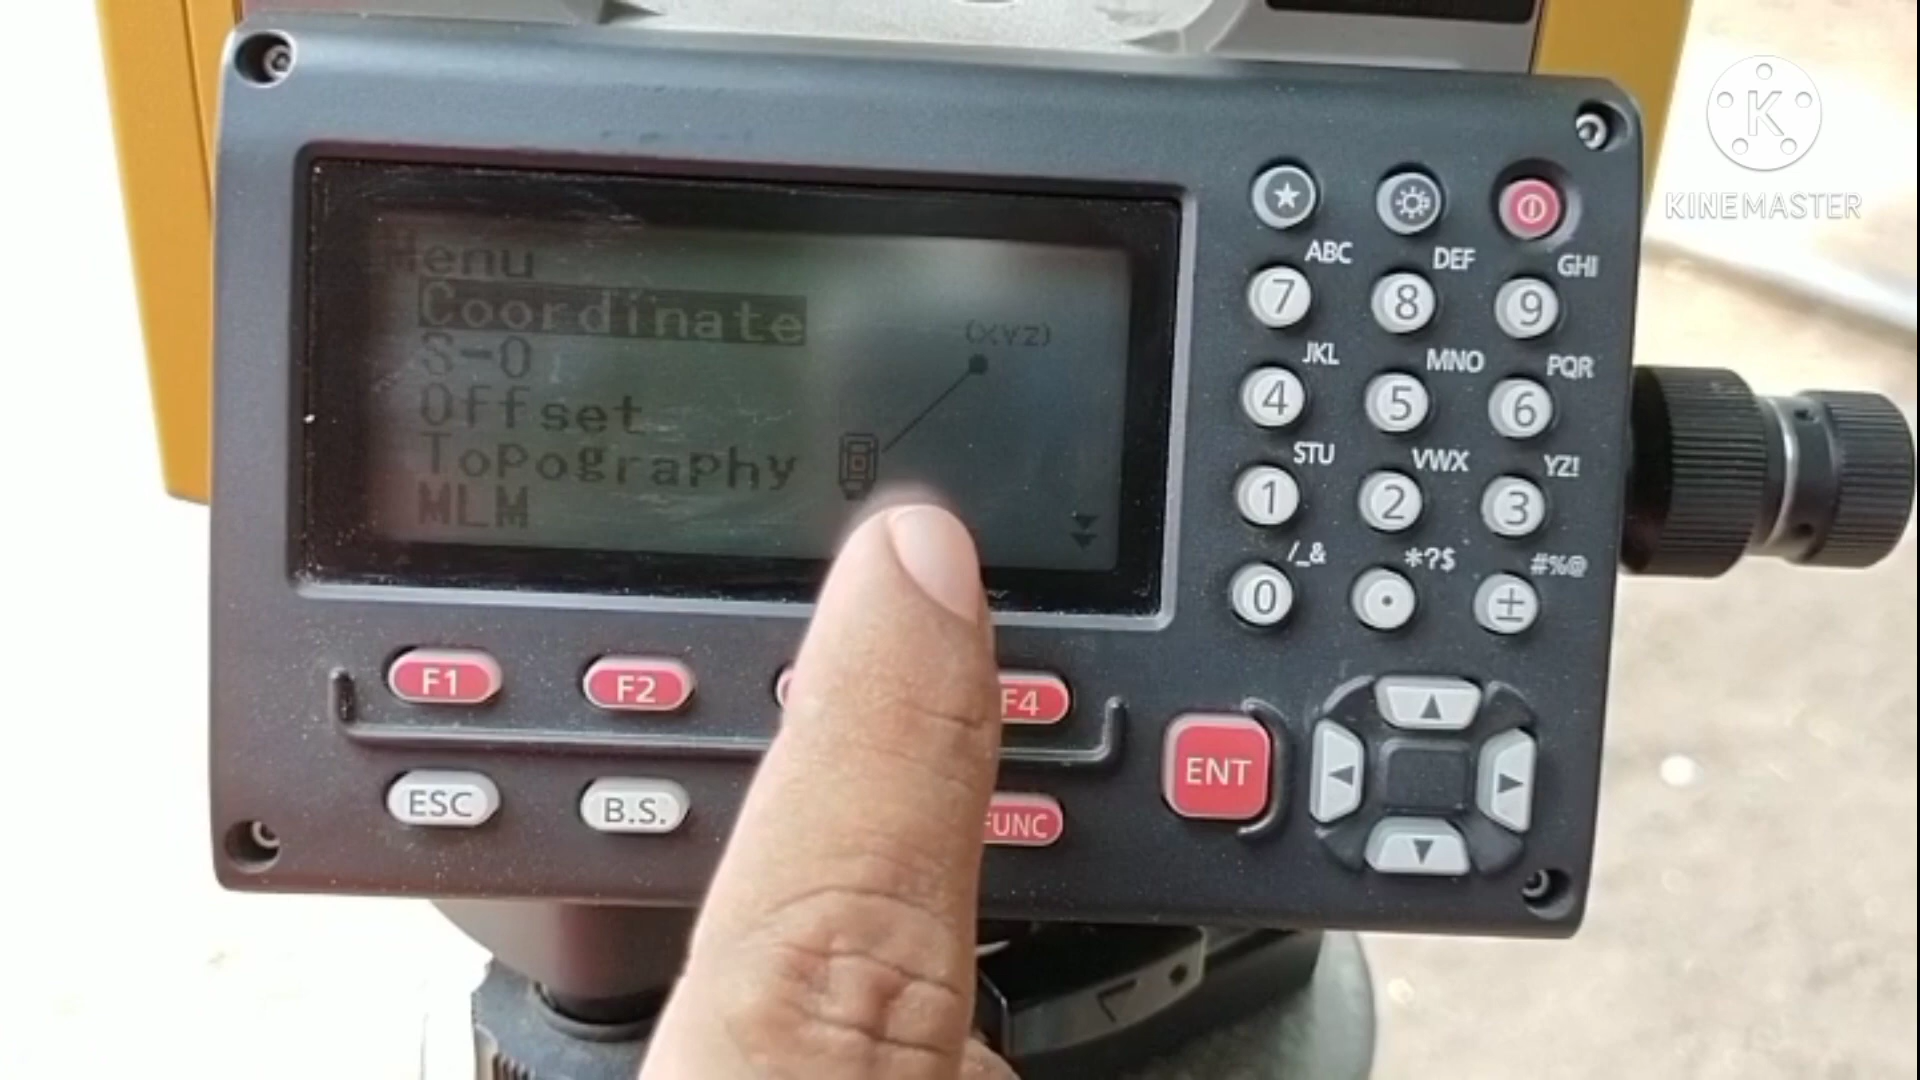 K
KINEMASTER
Menu
Coordinate
(xyz)
S-O
Offset
Topography
MLM
ABC DEF GHI
7 8 9
JKL MNO PQR
4 5 6
STU VWX YZ!
1 2 3
/_& *?$ #%@
0 . ±
F1 F2 F4
ENT
ESC B.S. FUNC